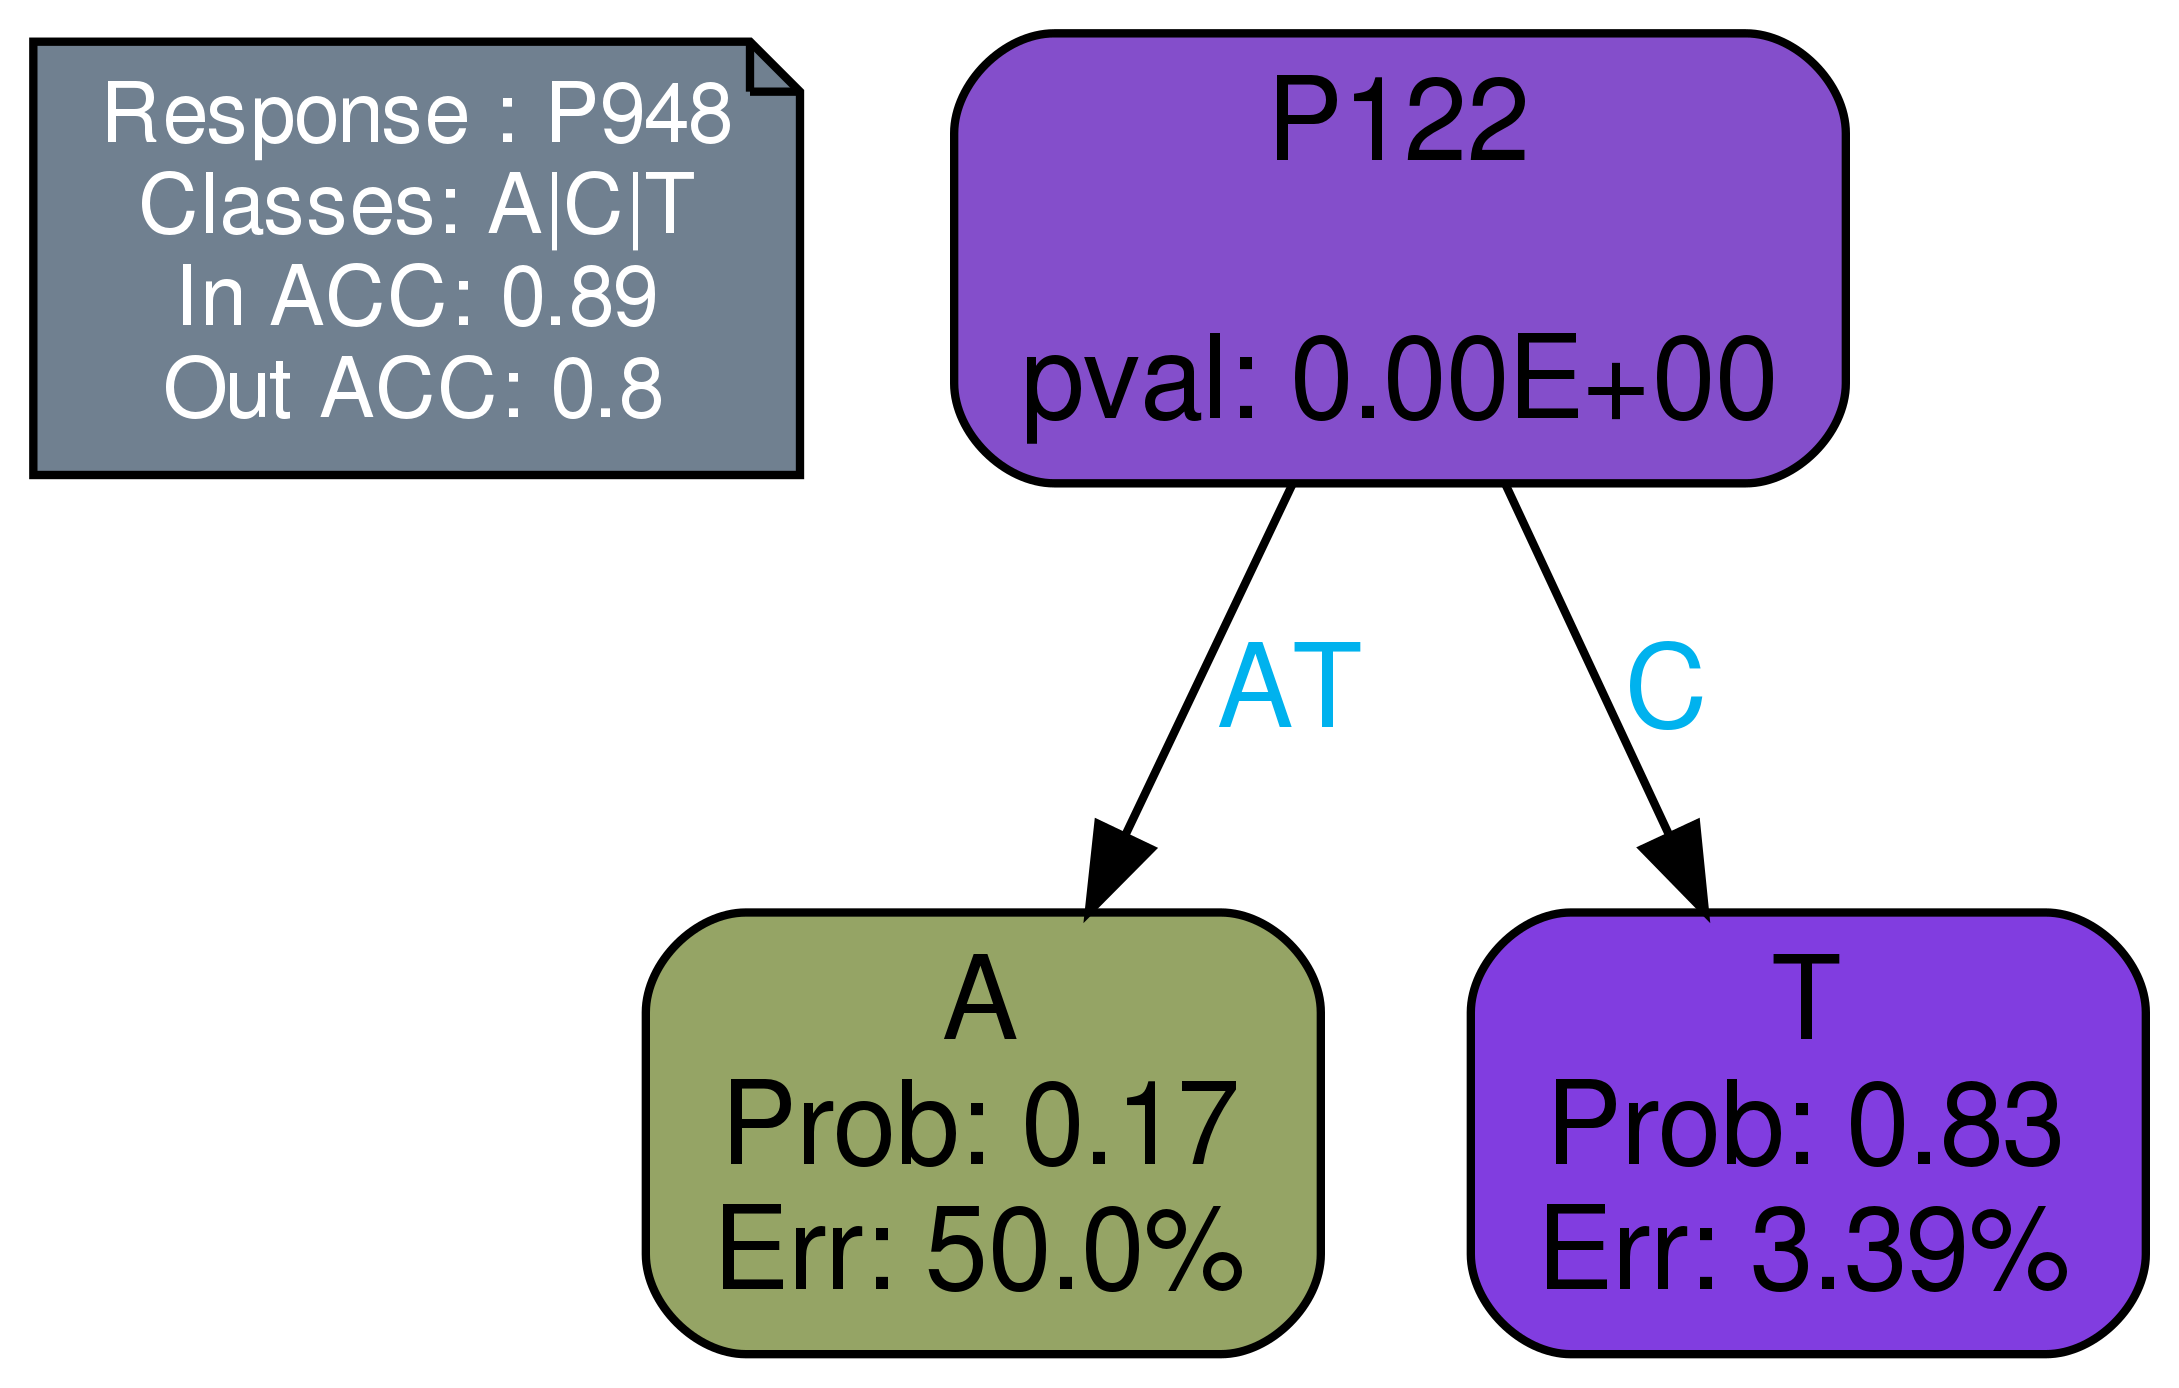 Response : P948
Classes: A|C|T
In ACC: 0.89
Out ACC: 0.8
P122
pval: 0.00E+00
AT
C
A
Prob: 0.17
Err: 50.0%
T
Prob: 0.83
Err: 3.39%